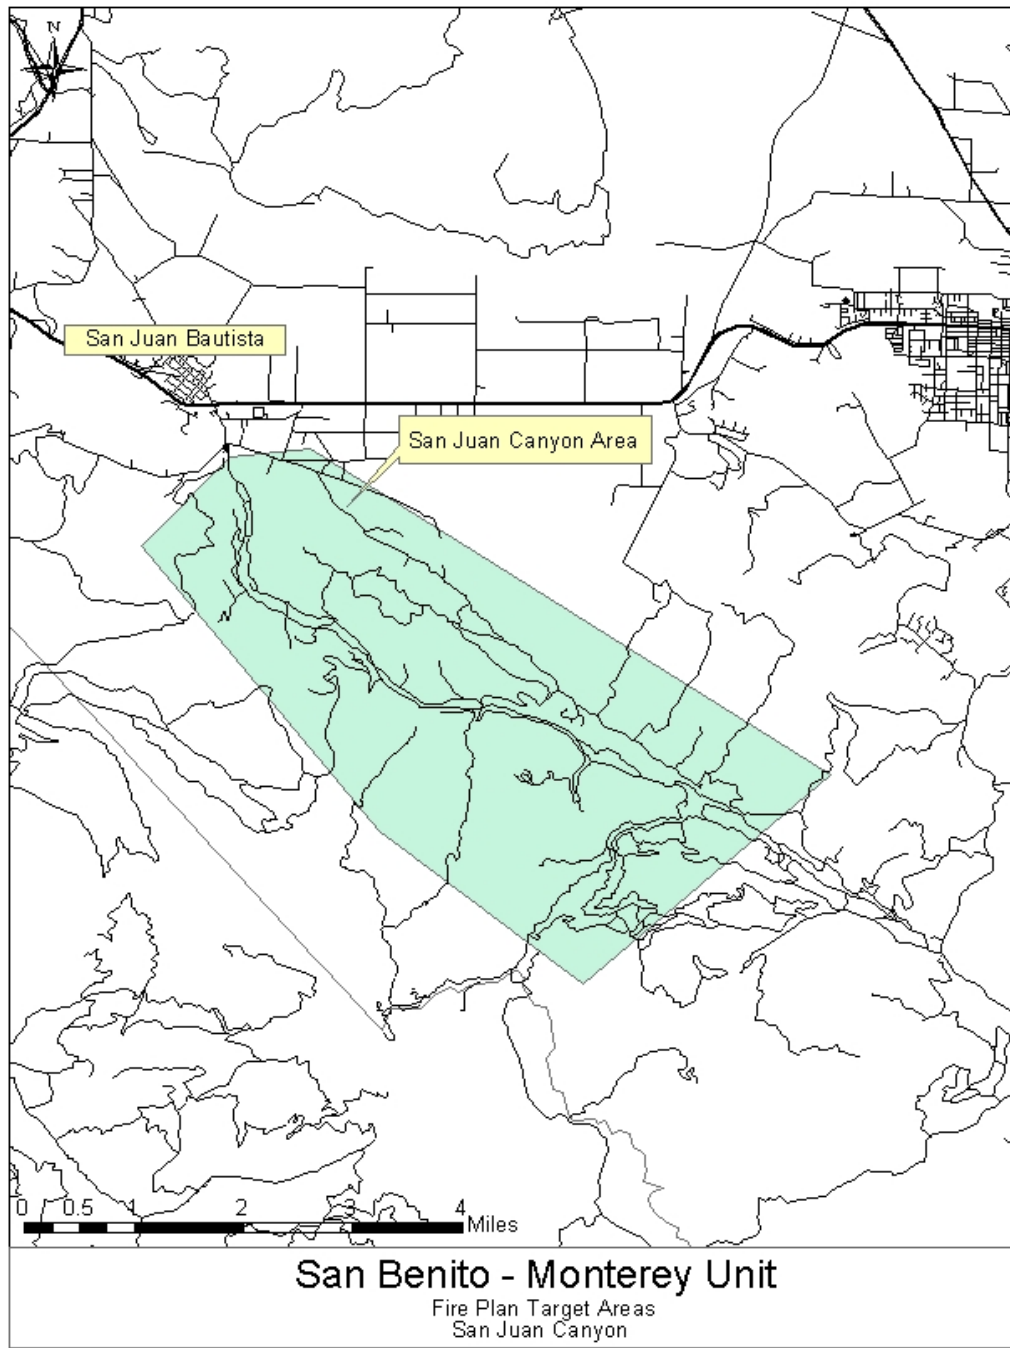 N
San Juan Bautista
San Juan Canyon Area
0 0.5 1 2 3 4
Miles
San Benito - Monterey Unit
Fire Plan Target Areas
San Juan Canyon